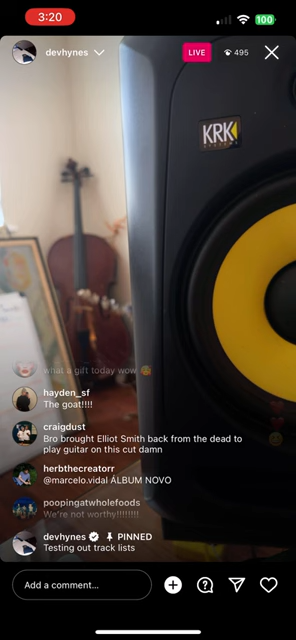 3:20
100
devhynes
LIVE
495
KRK
SYSTEMS
what a gift today wow 🥲
hayden_sf
The goat!!!!
craigdust
Bro brought Elliot Smith back from the dead to
play guitar on this cut damn
herbthecreatorr
@marcelo.vidal ÁLBUM NOVO
poopingatwholefoods
We're not worthy!!!!!!!!
devhynes PINNED
Testing out track lists
Add a comment...